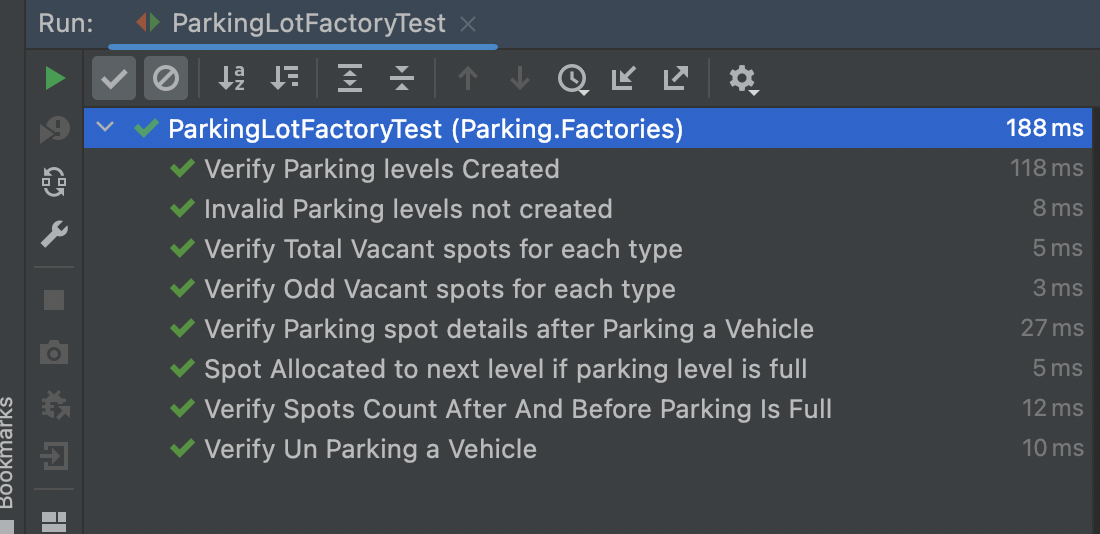 Run: ParkingLotFactoryTest
ParkingLotFactoryTest (Parking.Factories) 188 ms
Verify Parking levels Created 118 ms
Invalid Parking levels not created 8 ms
Verify Total Vacant spots for each type 5 ms
Verify Odd Vacant spots for each type 3 ms
Verify Parking spot details after Parking a Vehicle 27 ms
Spot Allocated to next level if parking level is full 5 ms
Verify Spots Count After And Before Parking Is Full 12 ms
Verify Un Parking a Vehicle 10 ms
Bookmarks